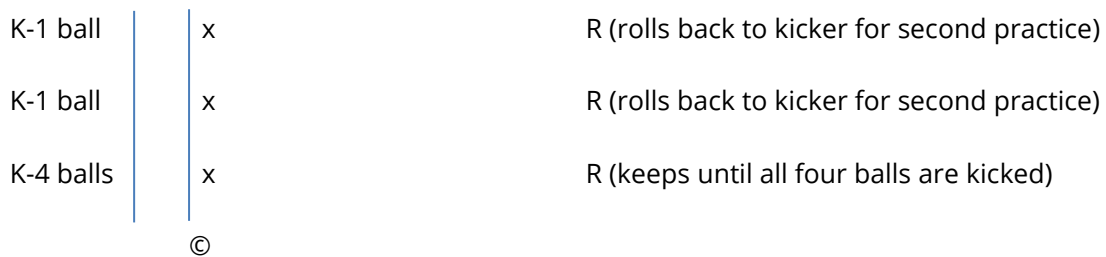 K-1 ball x R (rolls back to kicker for second practice)
K-1 ball x R (rolls back to kicker for second practice)
K-4 balls x R (keeps until all four balls are kicked)
©